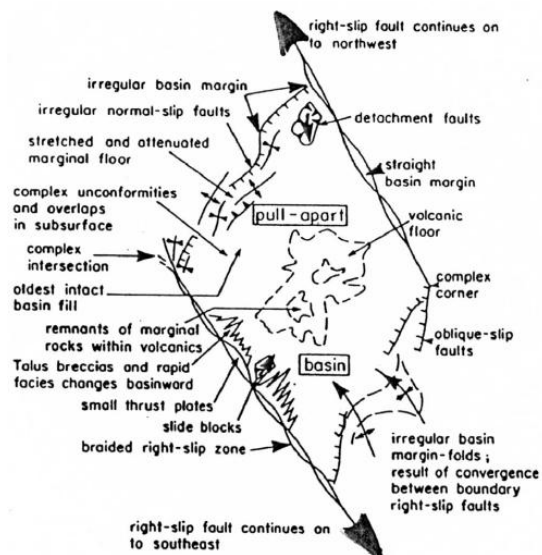 right-slip fault continues on
to northwest
irregular basin margin
irregular normal-slip faults
detachment faults
stretched and attenuated
marginal floor
straight
basin margin
complex unconformities
and overlaps
in subsurface
pull-apart
volcanic
floor
complex
intersection
complex
corner
oldest intact
basin fill
oblique-slip
faults
remnants of marginal
rocks within volcanics
Talus breccias and rapid
facies changes basinward
basin
small thrust plates
slide blocks
braided right-slip zone
irregular basin
margin-folds;
result of convergence
between boundary
right-slip faults
right-slip fault continues on
to southeast